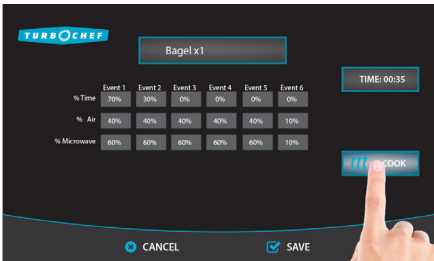 TURBOCHEF
Bagel x1
TIME: 00:35
Event 1 Event 2 Event 3 Event 4 Event 5 Event 6
% Time 70% 30% 0% 0% 0% 0%
% Air 40% 40% 40% 40% 40% 10%
% Microwave 60% 60% 60% 60% 60% 10%
COOK
CANCEL SAVE